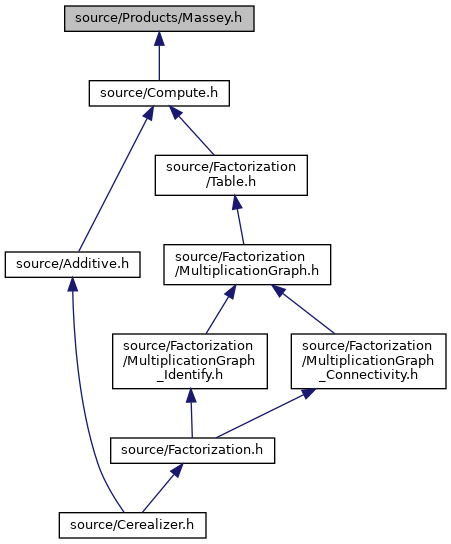 source/Products/Massey.h
source/Compute.h
source/Factorization
/Table.h
source/Additive.h
source/Factorization
/MultiplicationGraph.h
source/Factorization
/MultiplicationGraph
_Identify.h
source/Factorization
/MultiplicationGraph
_Connectivity.h
source/Factorization.h
source/Cerealizer.h